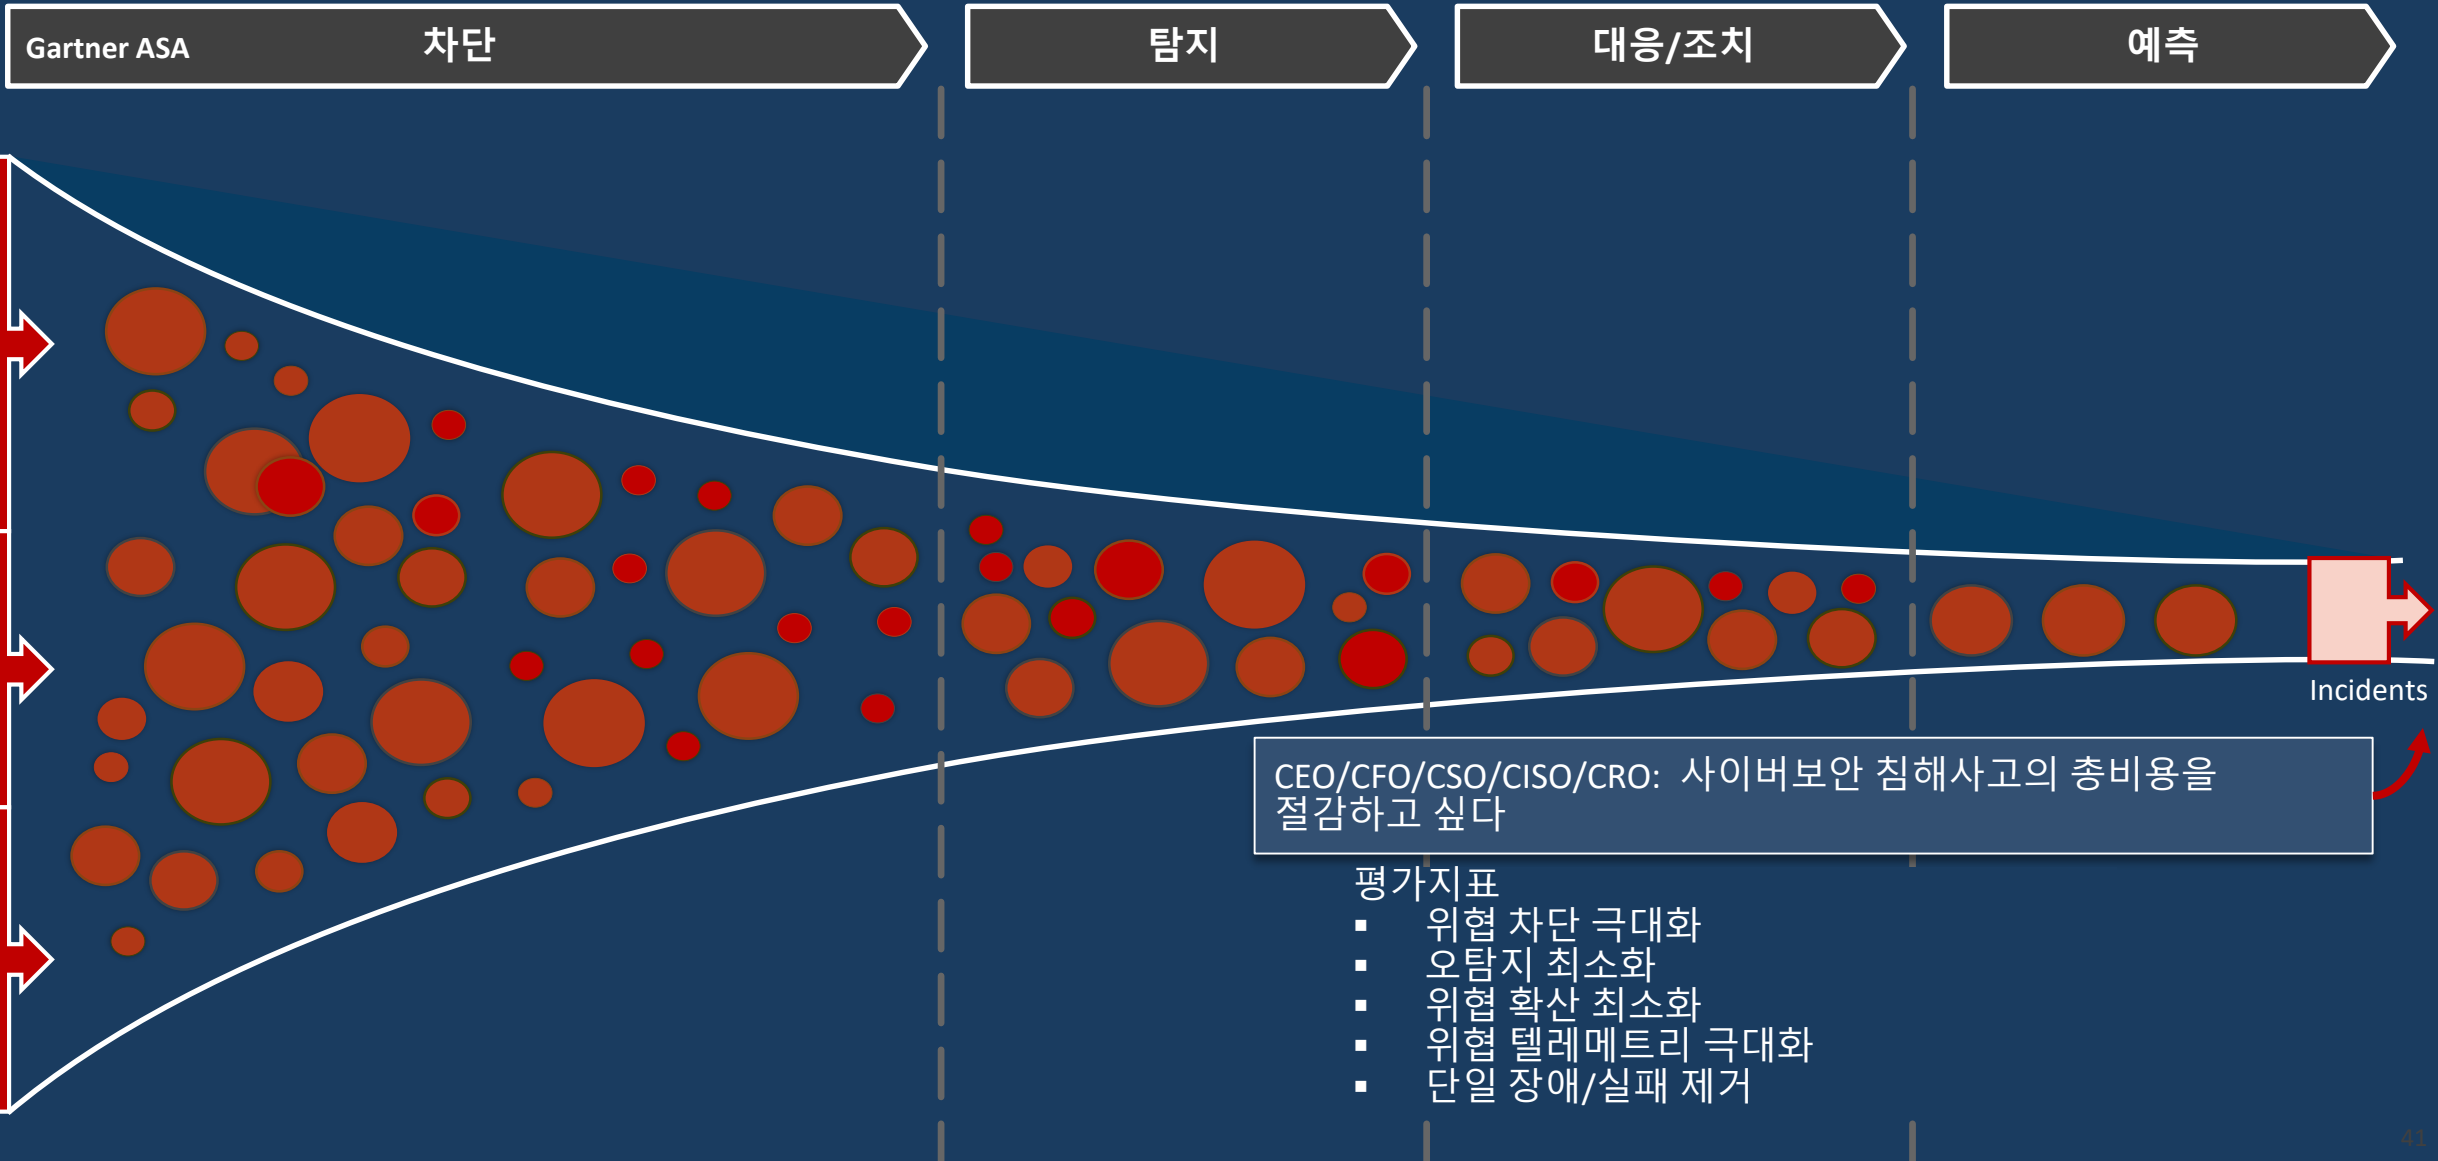 Gartner ASA 차단
탐지
대응/조치
예측
Incidents
CEO/CFO/CSO/CISO/CRO: 사이버보안 침해사고의 총비용을
절감하고 싶다
평가지표
▪ 위협 차단 극대화
▪ 오탐지 최소화
▪ 위협 확산 최소화
▪ 위협 텔레메트리 극대화
▪ 단일 장애/실패 제거
41